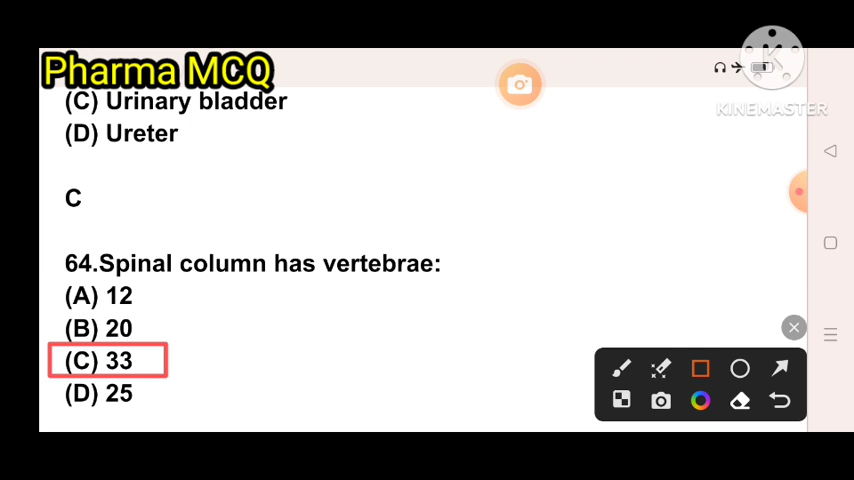 Pharma MCQ
KINEMASTER
(C) Urinary bladder
(D) Ureter
C
64.Spinal column has vertebrae:
(A) 12
(B) 20
(C) 33
(D) 25